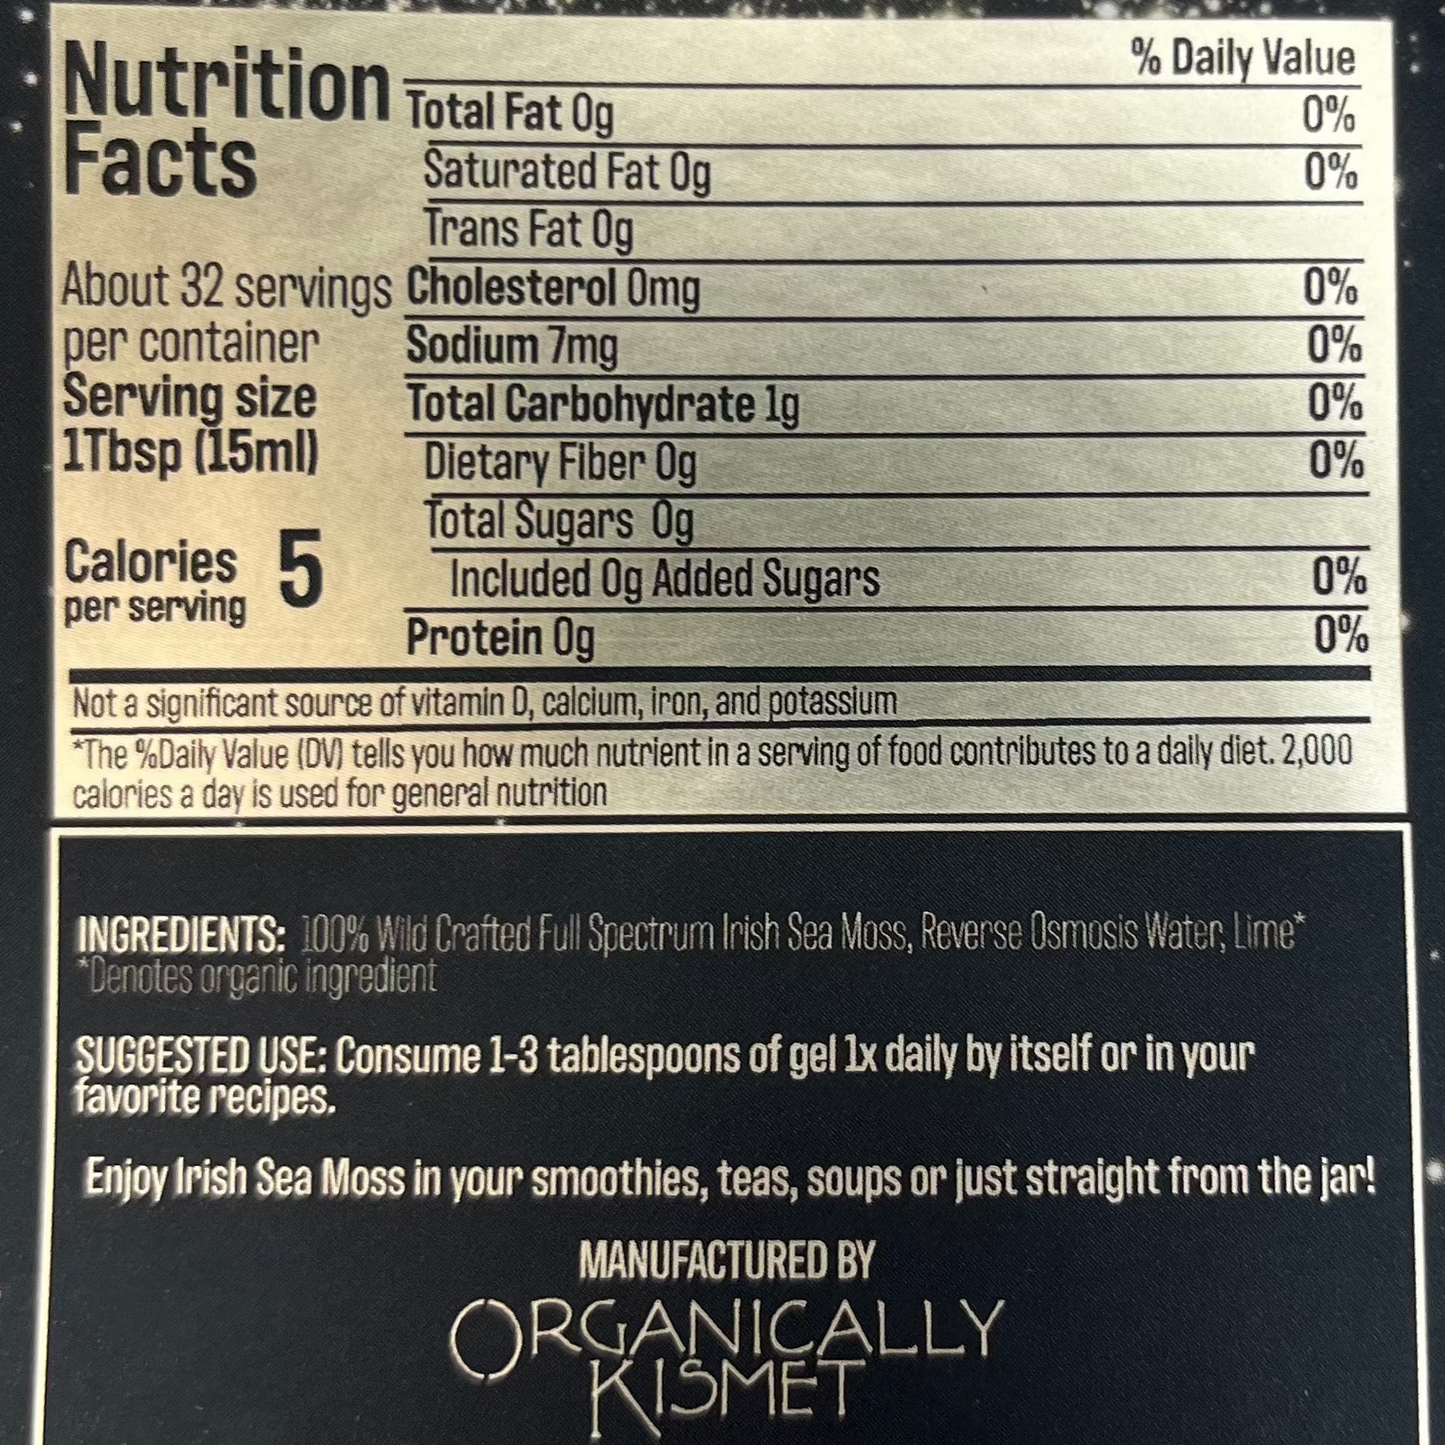 Nutrition
Facts
About 32 servings
per container
Serving size
1Tbsp (15ml)
Calories 5
per serving
% Daily Value
Total Fat 0g 0%
Saturated Fat 0g 0%
Trans Fat 0g
Cholesterol 0mg 0%
Sodium 7mg 0%
Total Carbohydrate 1g 0%
Dietary Fiber 0g 0%
Total Sugars 0g
Included 0g Added Sugars 0%
Protein 0g 0%
Not a significant source of vitamin D, calcium, iron, and potassium
*The %Daily Value (DV) tells you how much nutrient in a serving of food contributes to a daily diet. 2,000
calories a day is used for general nutrition
INGREDIENTS: 100% Wild Crafted Full Spectrum Irish Sea Moss, Reverse Osmosis Water, Lime*
*Denotes organic ingredient
SUGGESTED USE: Consume 1-3 tablespoons of gel 1x daily by itself or in your
favorite recipes.
Enjoy Irish Sea Moss in your smoothies, teas, soups or just straight from the jar!
MANUFACTURED BY
ORGANICALLY
KISMET